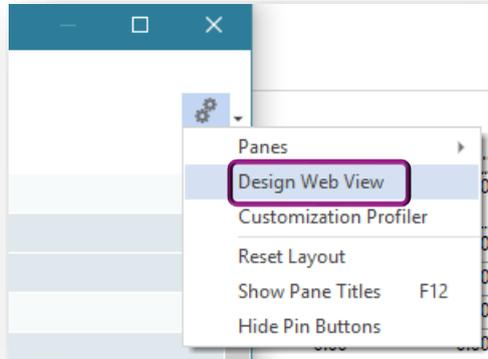 Panes
Design Web View
Customization Profiler
Reset Layout
Show Pane Titles F12
Hide Pin Buttons